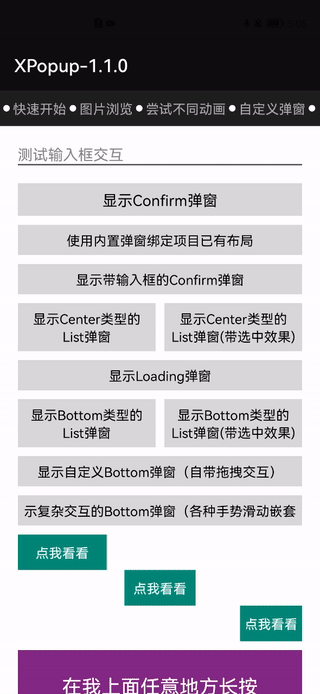 XPopup-1.1.0
快速开始 图片浏览 尝试不同动画 自定义弹窗
测试输入框交互
显示Confirm弹窗
使用内置弹窗绑定项目已有布局
显示带输入框的Confirm弹窗
显示Center类型的
List弹窗
显示Center类型的
List弹窗(带选中效果)
显示Loading弹窗
显示Bottom类型的
List弹窗
显示Bottom类型的
List弹窗(带选中效果)
显示自定义Bottom弹窗（自带拖拽交互）
示复杂交互的Bottom弹窗（各种手势滑动嵌套
点我看看
点我看看
点我看看
在我上面任意地方长按